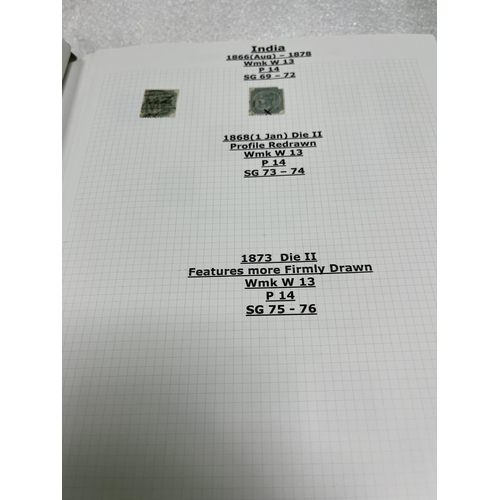 India
1866(Aug) – 1878
Wmk W 13
P 14
SG 69 – 72
1868(1 Jan) Die II
Profile Redrawn
Wmk W 13
P 14
SG 73 – 74
1873 Die II
Features more Firmly Drawn
Wmk W 13
P 14
SG 75 - 76